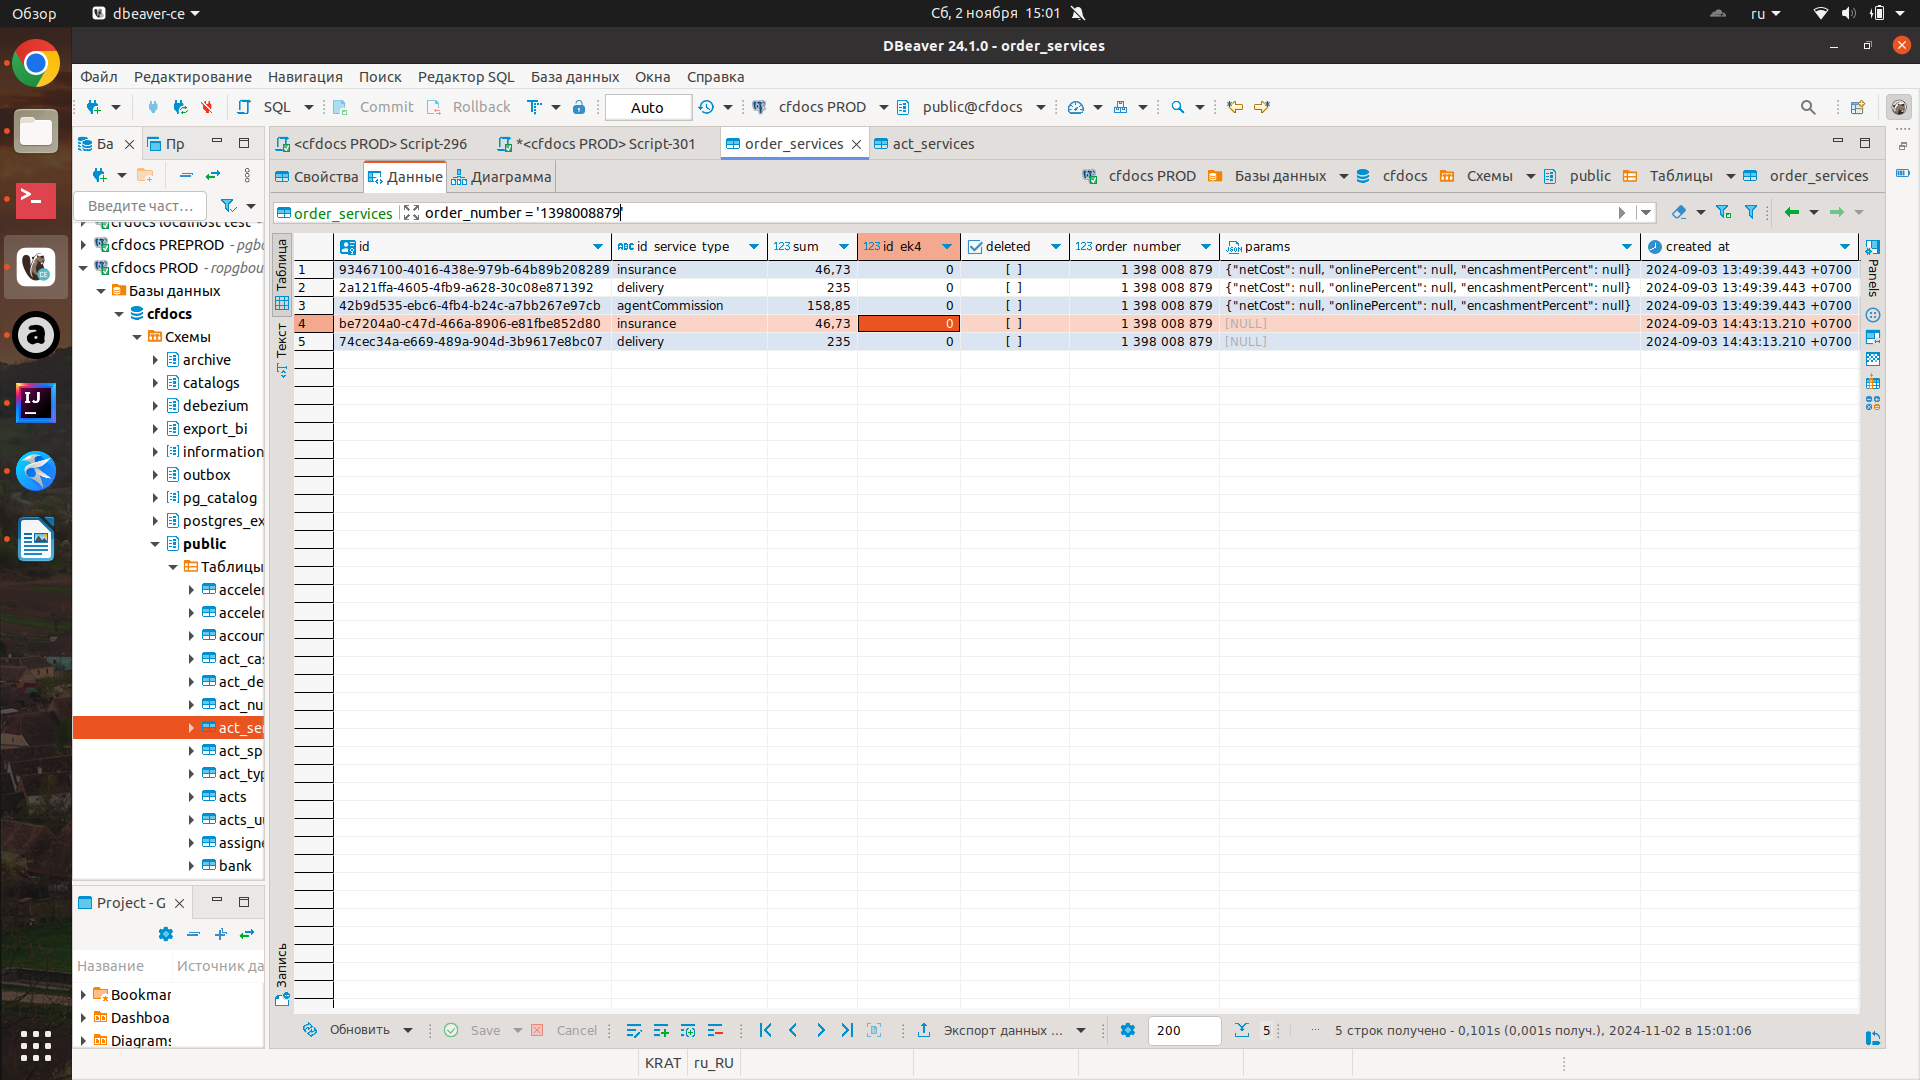 Обзор
dbeaver-ce
Сб, 2 ноября 15:01
ru
DBeaver 24.1.0 - order_services
Файл Редактирование Навигация Поиск Редактор SQL База данных Окна Справка
SQL Commit Rollback Auto cfdocs PROD public@cfdocs
Ба Пр
<cfdocs PROD> Script-296
*<cfdocs PROD> Script-301
order_services
act_services
Свойства Данные Диаграмма
cfdocs PROD Базы данных cfdocs Схемы public Таблицы order_services
Введите част...
order_services order_number = '1398008879'
cfdocs PREPROD - pgbo
cfdocs PROD - ropgbou
Базы данных
cfdocs
Схемы
archive
catalogs
debezium
export_bi
information
outbox
pg_catalog
postgres_ex
public
Таблицы
acceler
acceler
accour
act_ca
act_de
act_nu
act_se
act_sp
act_typ
acts
acts_u
assigne
bank
Таблица
Текст
Запись
id id_service_type sum id_ek4 deleted order_number params created_at
1 93467100-4016-438e-979b-64b89b208289 insurance 46,73 0 [ ] 1 398 008 879 {"netCost": null, "onlinePercent": null, "encashmentPercent": null} 2024-09-03 13:49:39.443 +0700
2 2a121ffa-4605-4fb9-a628-30c08e871392 delivery 235 0 [ ] 1 398 008 879 {"netCost": null, "onlinePercent": null, "encashmentPercent": null} 2024-09-03 13:49:39.443 +0700
3 42b9d535-ebc6-4fb4-b24c-a7bb267e97cb agentCommission 158,85 0 [ ] 1 398 008 879 {"netCost": null, "onlinePercent": null, "encashmentPercent": null} 2024-09-03 13:49:39.443 +0700
4 be7204a0-c47d-466a-8906-e81fbe852d80 insurance 46,73 0 [ ] 1 398 008 879 [NULL] 2024-09-03 14:43:13.210 +0700
5 74cec34a-e669-489a-904d-3b9617e8bc07 delivery 235 0 [ ] 1 398 008 879 [NULL] 2024-09-03 14:43:13.210 +0700
Panels
Project - G
Название Источник да
Bookmar
Dashboa
Diagrams
Обновить Save Cancel Экспорт данных ... 200 5 5 строк получено - 0,101s (0,001s получ.), 2024-11-02 в 15:01:06
KRAT ru_RU